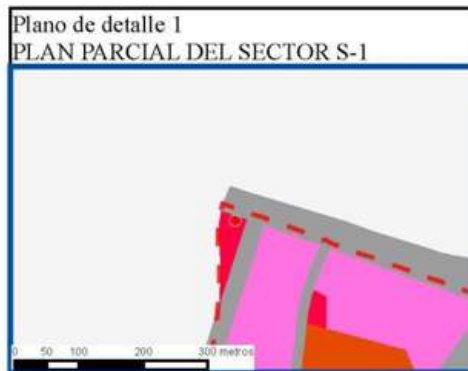 Plano de detalle 1
PLAN PARCIAL DEL SECTOR S-1
0 50 100 200 300 metros